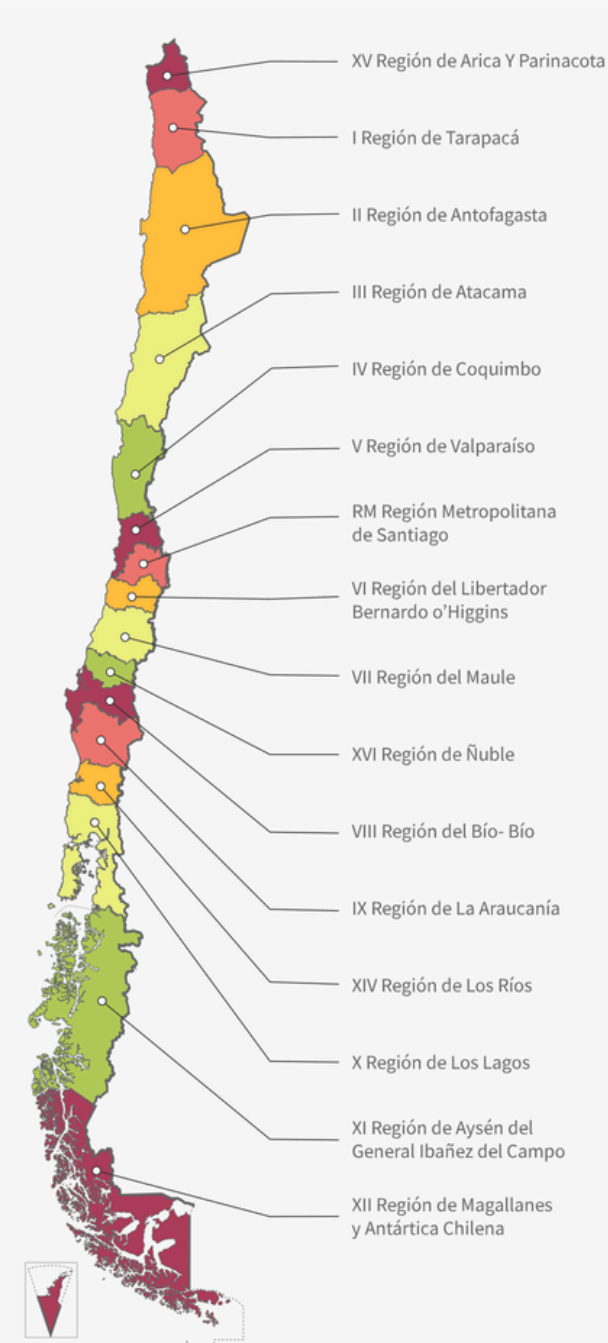 XV Región de Arica Y Parinacota
I Región de Tarapacá
II Región de Antofagasta
III Región de Atacama
IV Región de Coquimbo
V Región de Valparaíso
RM Región Metropolitana
de Santiago
VI Región del Libertador
Bernardo o'Higgins
VII Región del Maule
XVI Región de Ñuble
VIII Región del Bío- Bío
IX Región de La Araucanía
XIV Región de Los Ríos
X Región de Los Lagos
XI Región de Aysén del
General Ibañez del Campo
XII Región de Magallanes
y Antártica Chilena